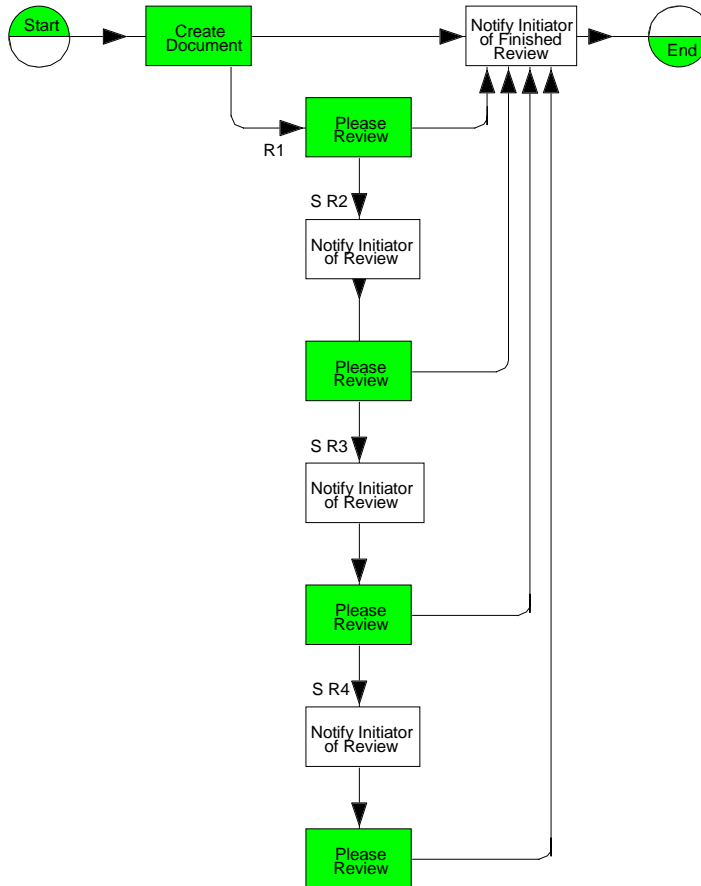 Start
Create
Document
Notify Initiator
of Finished
Review
End
Please
Review
R1
S R2
Notify Initiator
of Review
Please
Review
S R3
Notify Initiator
of Review
Please
Review
S R4
Notify Initiator
of Review
Please
Review